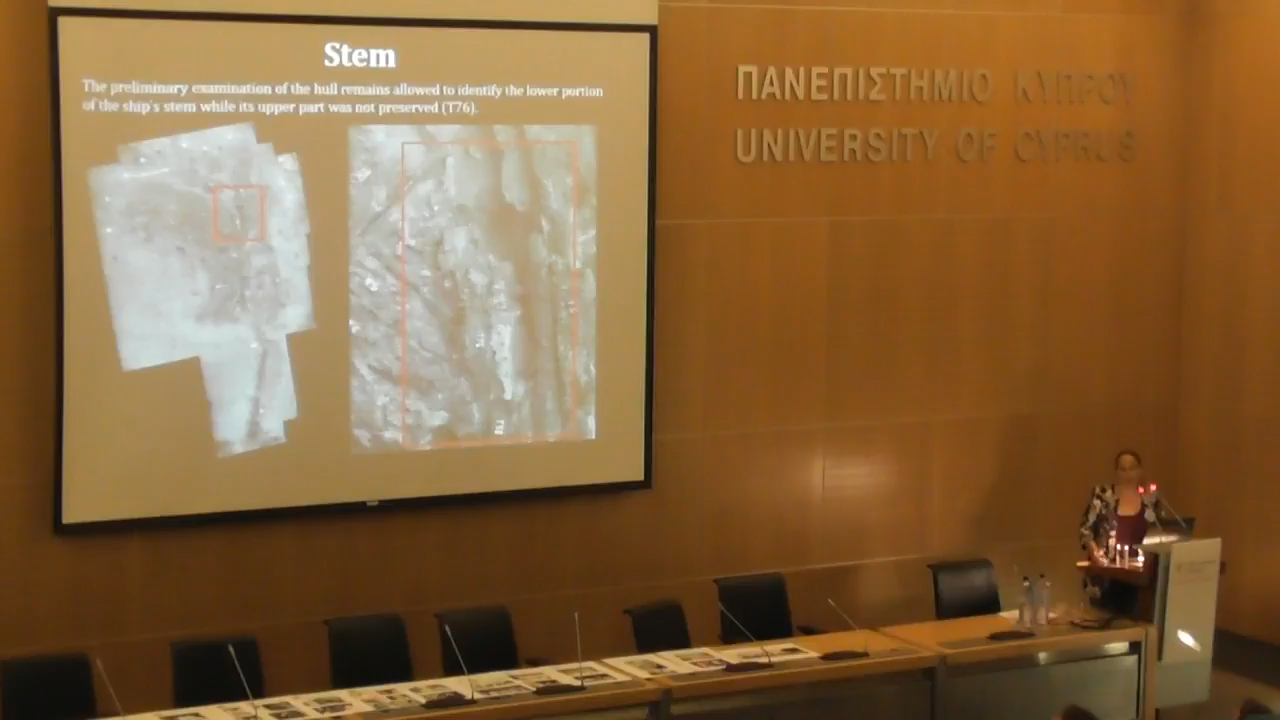 Stem
The preliminary examination of the hull remains allowed to identify the lower portion
of the ship's stem while its upper part was not preserved (T76).
ΠΑΝΕΠΙΣΤΗΜΙΟ ΚΥΠΡΟΥ
UNIVERSITY OF CYPRUS